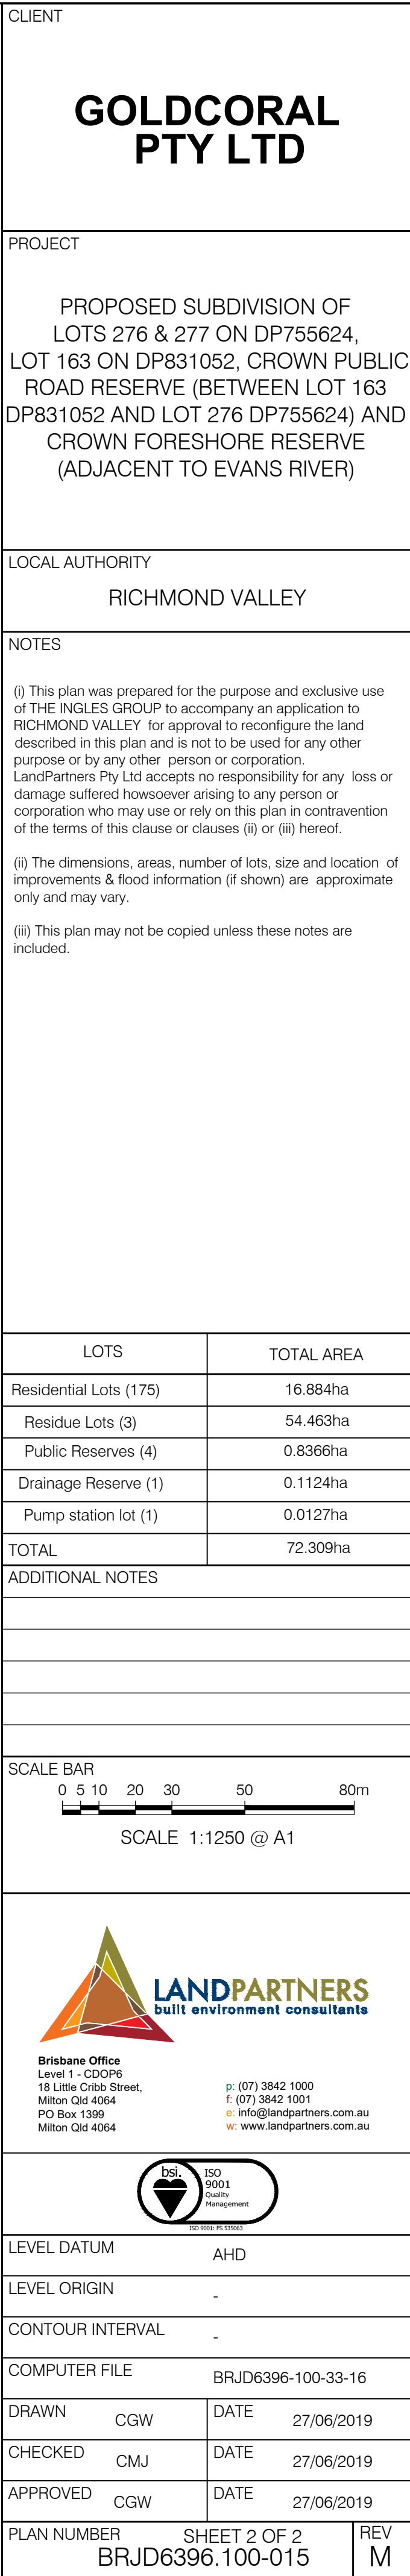 CLIENT
GOLDCORAL
PTY LTD
PROJECT
PROPOSED SUBDIVISION OF
LOTS 276 & 277 ON DP755624,
LOT 163 ON DP831052, CROWN PUBLIC
ROAD RESERVE (BETWEEN LOT 163
DP831052 AND LOT 276 DP755624) AND
CROWN FORESHORE RESERVE
(ADJACENT TO EVANS RIVER)
LOCAL AUTHORITY
RICHMOND VALLEY
NOTES
(i) This plan was prepared for the purpose and exclusive use
of THE INGLES GROUP to accompany an application to
RICHMOND VALLEY for approval to reconfigure the land
described in this plan and is not to be used for any other
purpose or by any other person or corporation.
LandPartners Pty Ltd accepts no responsibility for any loss or
damage suffered howsoever arising to any person or
corporation who may use or rely on this plan in contravention
of the terms of this clause or clauses (ii) or (iii) hereof.
(ii) The dimensions, areas, number of lots, size and location of
improvements & flood information (if shown) are approximate
only and may vary.
(iii) This plan may not be copied unless these notes are
included.
LOTS TOTAL AREA
Residential Lots (175) 16.884ha
Residue Lots (3) 54.463ha
Public Reserves (4) 0.8366ha
Drainage Reserve (1) 0.1124ha
Pump station lot (1) 0.0127ha
TOTAL 72.309ha
ADDITIONAL NOTES
SCALE BAR
0 5 10 20 30 50 80m
SCALE 1:1250 @ A1
LANDPARTNERS
built environment consultants
Brisbane Office
Level 1 - CDOP6
18 Little Cribb Street,
Milton Qld 4064
PO Box 1399
Milton Qld 4064
p: (07) 3842 1000
f: (07) 3842 1001
e: info@landpartners.com.au
w: www.landpartners.com.au
bsi.
ISO
9001
Quality
Management
ISO 9001: FS 535063
LEVEL DATUM AHD
LEVEL ORIGIN -
CONTOUR INTERVAL -
COMPUTER FILE BRJD6396-100-33-16
DRAWN CGW DATE 27/06/2019
CHECKED CMJ DATE 27/06/2019
APPROVED CGW DATE 27/06/2019
PLAN NUMBER SHEET 2 OF 2 REV
BRJD6396.100-015 M